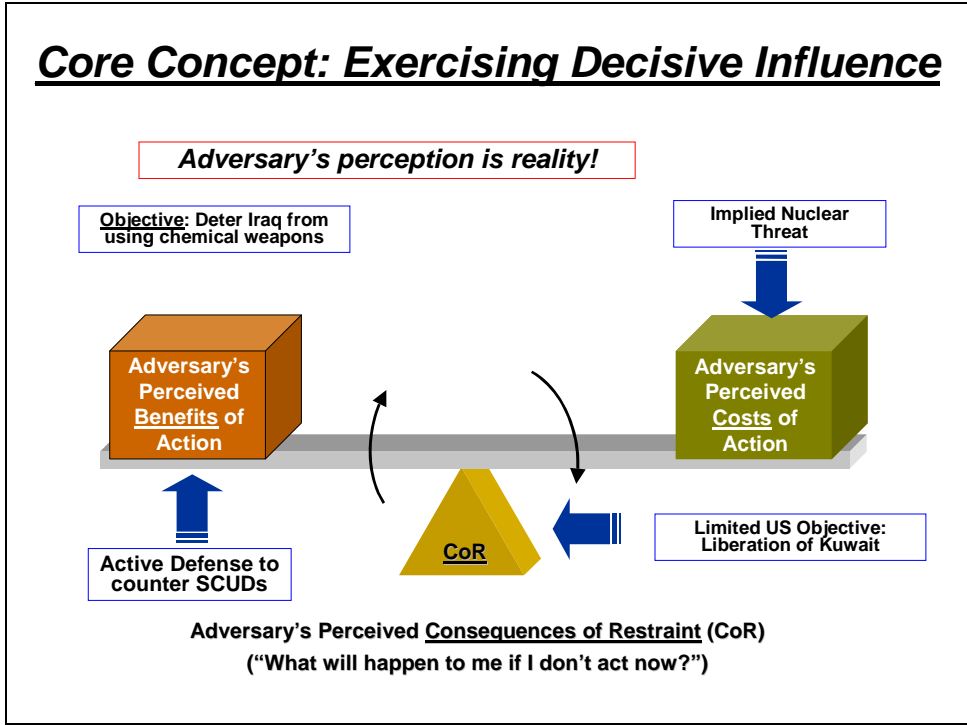 Core Concept: Exercising Decisive Influence
Adversary's perception is reality!
Objective: Deter Iraq from
using chemical weapons
Implied Nuclear
Threat
Adversary's
Perceived
Benefits of
Action
Adversary's
Perceived
Costs of
Action
CoR
Active Defense to
counter SCUDs
Limited US Objective:
Liberation of Kuwait
Adversary's Perceived Consequences of Restraint (CoR)
("What will happen to me if I don't act now?")